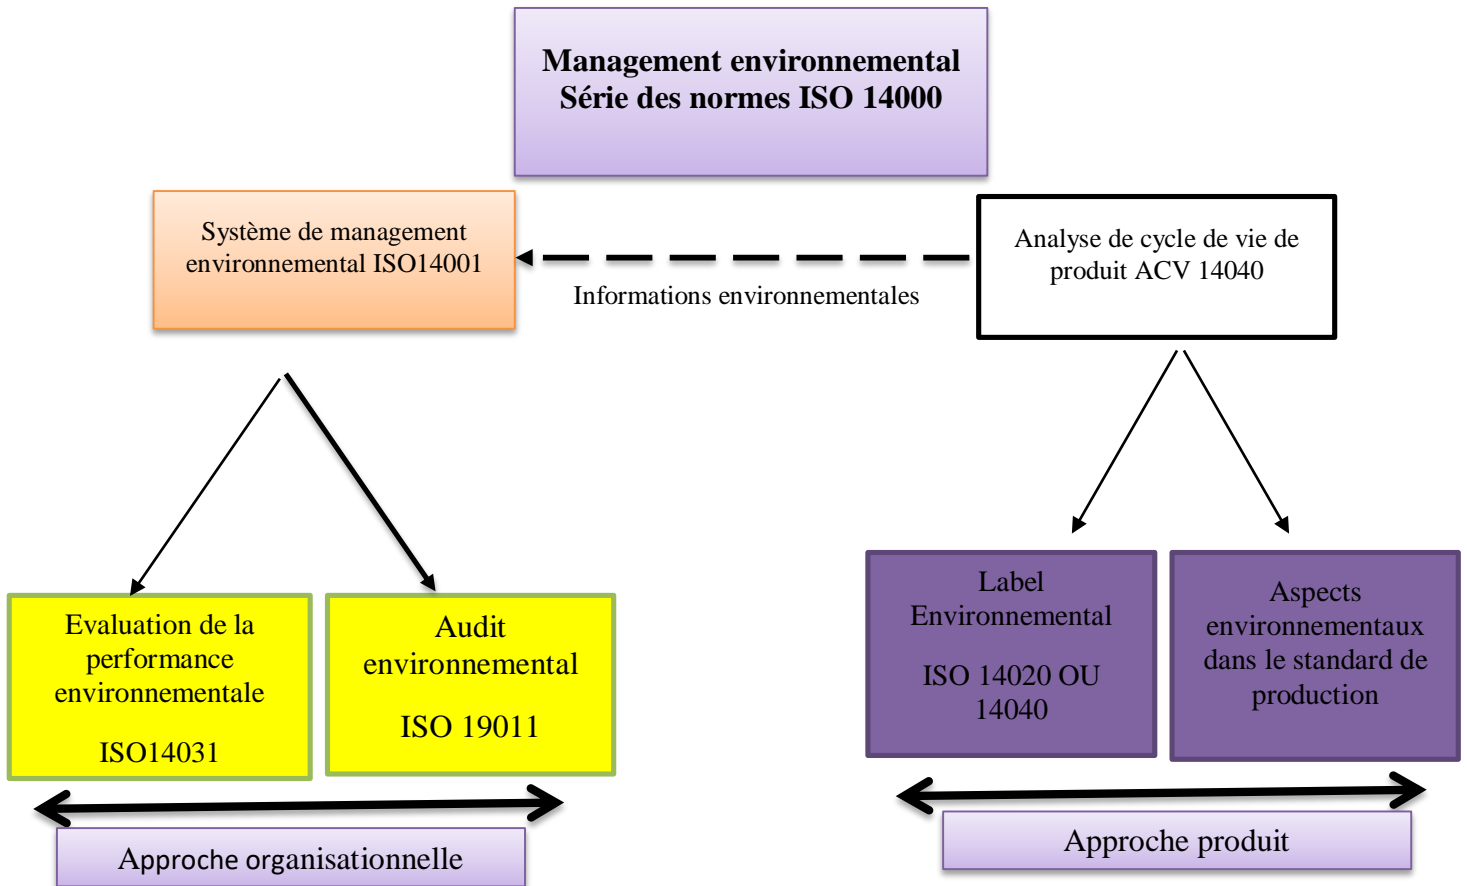 Management environnemental
Série des normes ISO 14000
Système de management
environnemental ISO14001
Informations environnementales
Analyse de cycle de vie de
produit ACV 14040
Evaluation de la
performance
environnementale
ISO14031
Audit
environnemental
ISO 19011
Label
Environnemental
ISO 14020 OU
14040
Aspects
environnementaux
dans le standard de
production
Approche organisationnelle
Approche produit